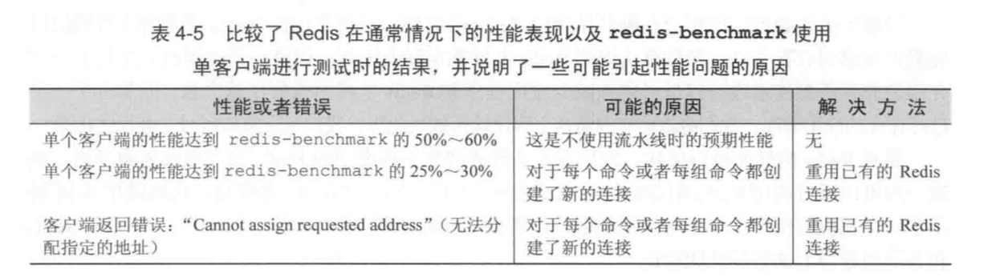 表 4-5 比较了 Redis 在通常情况下的性能表现以及 redis-benchmark 使用
单客户端进行测试时的结果，并说明了一些可能引起性能问题的原因
性能或者错误 可能的原因 解决方法
单个客户端的性能达到 redis-benchmark 的 50%～60% 这是不使用流水线时的预期性能 无
单个客户端的性能达到 redis-benchmark 的 25%～30% 对于每个命令或者每组命令都创 重用已有的 Redis
建了新的连接 连接
客户端返回错误：“Cannot assign requested address”（无法分 对于每个命令或者每组命令都创 重用已有的 Redis
配指定的地址） 建了新的连接 连接